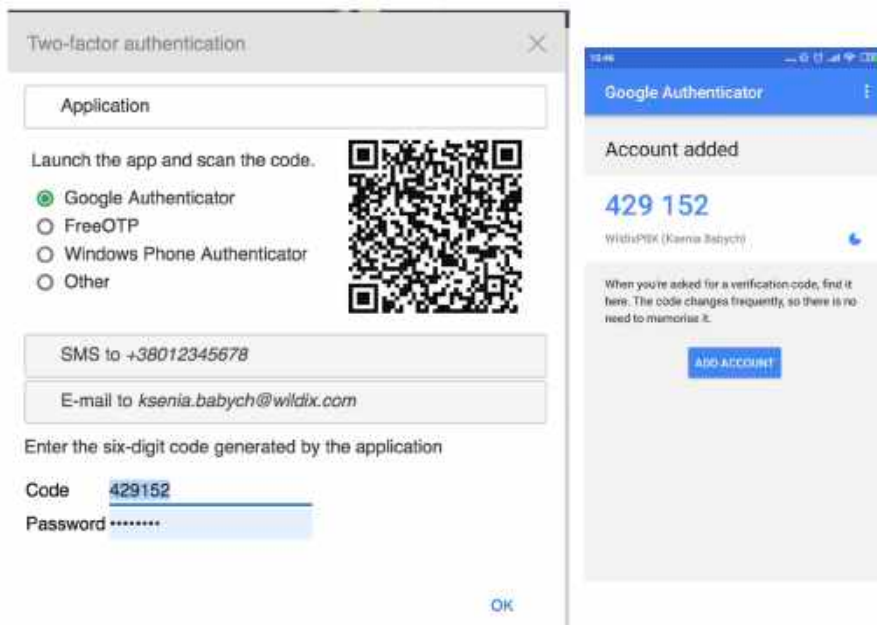 Two-factor authentication
Application
Launch the app and scan the code.
Google Authenticator
FreeOTP
Windows Phone Authenticator
Other
SMS to +38012345678
E-mail to ksenia.babych@wildix.com
Enter the six-digit code generated by the application
Code 429152
Password ••••••••
OK
10:46
Google Authenticator
Account added
429 152
WildixPBX (Ksenia Babych)
When you're asked for a verification code, find it
here. The code changes frequently, so there is no
need to memorise it.
ADD ACCOUNT